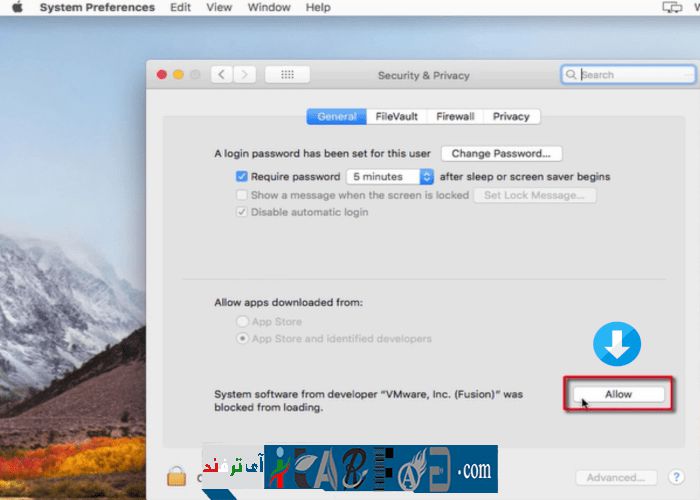 System Preferences Edit View Window Help
Security & Privacy
Search
General FileVault Firewall Privacy
A login password has been set for this user Change Password...
Require password 5 minutes after sleep or screen saver begins
Show a message when the screen is locked Set Lock Message...
Disable automatic login
Allow apps downloaded from:
App Store
App Store and identified developers
System software from developer “VMware, Inc. (Fusion)” was Allow
blocked from loading.
آی ترفند
.com
Advanced... ?